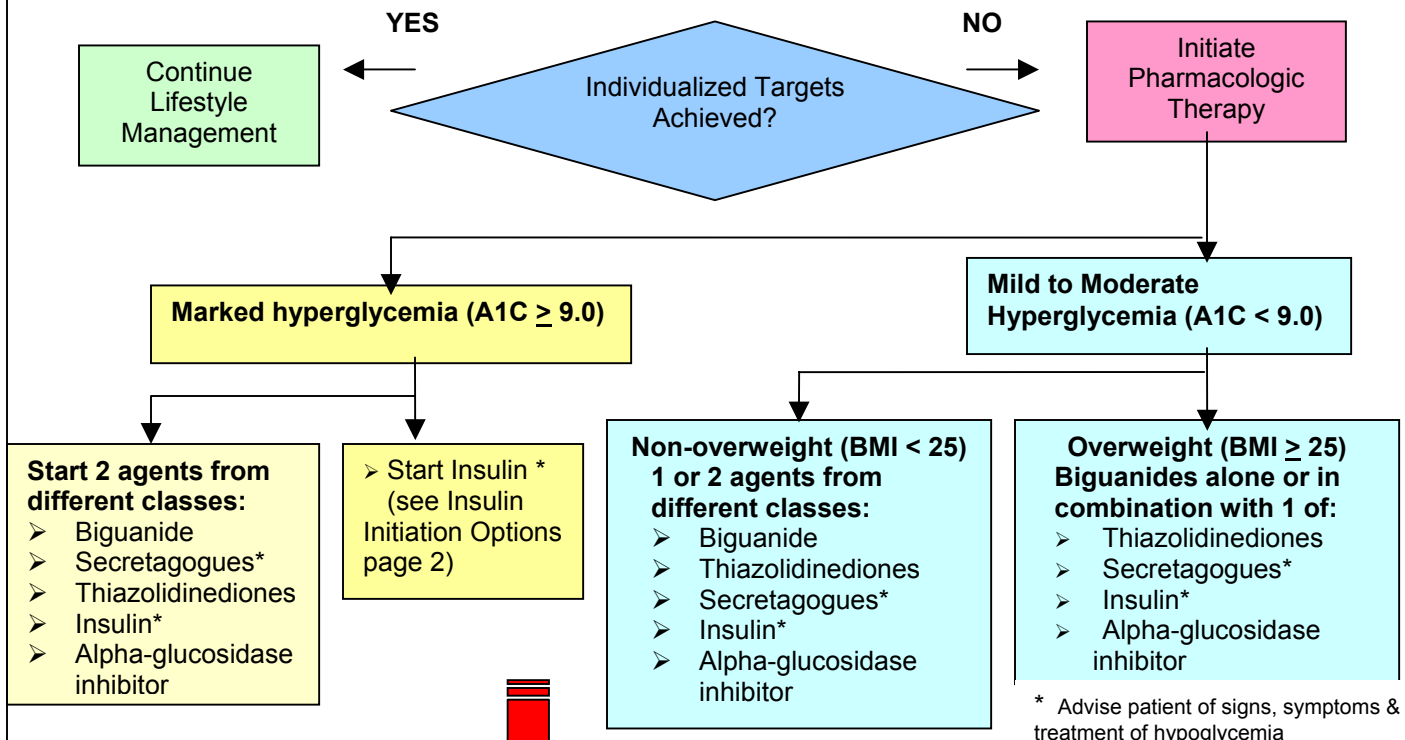 YES
NO
Continue
Lifestyle
Management
Individualized Targets
Achieved?
Initiate
Pharmacologic
Therapy
Marked hyperglycemia (A1C ≥ 9.0)
Mild to Moderate
Hyperglycemia (A1C < 9.0)
Start 2 agents from
different classes:
➢ Biguanide
➢ Secretagogues*
➢ Thiazolidinediones
➢ Insulin*
➢ Alpha-glucosidase
inhibitor
➢ Start Insulin *
(see Insulin
Initiation Options
page 2)
Non-overweight (BMI < 25)
1 or 2 agents from
different classes:
➢ Biguanide
➢ Thiazolidinediones
➢ Secretagogues*
➢ Insulin*
➢ Alpha-glucosidase
inhibitor
Overweight (BMI ≥ 25)
Biguanides alone or in
combination with 1 of:
➢ Thiazolidinediones
➢ Secretagogues*
➢ Insulin*
➢ Alpha-glucosidase
inhibitor
* Advise patient of signs, symptoms &
treatment of hypoglycemia